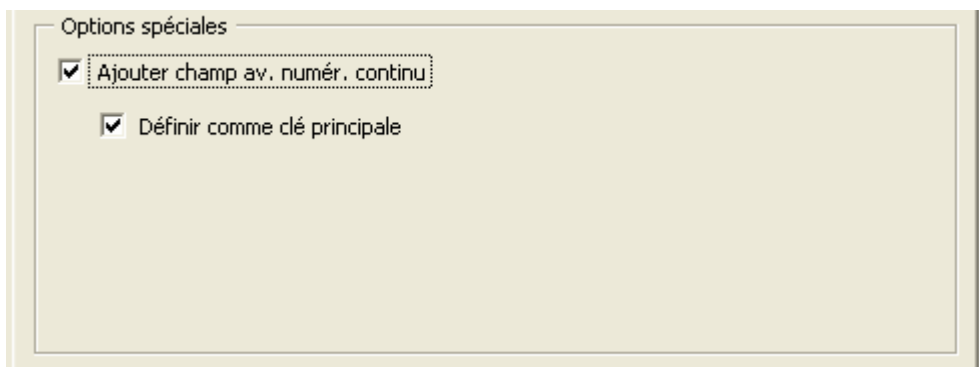 Options spéciales
Ajouter champ av. numér. continu
Définir comme clé principale